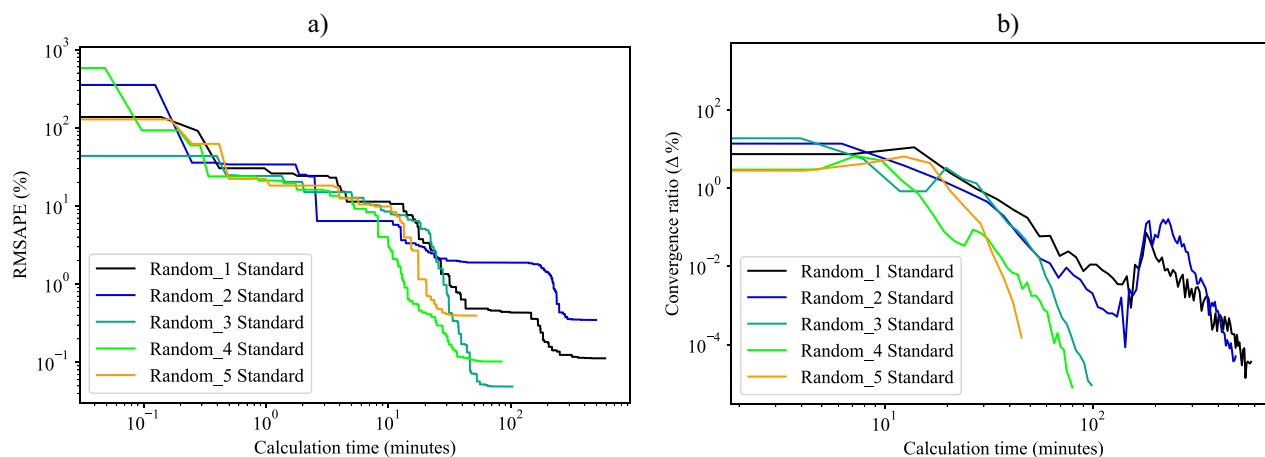 a)
RMSAPE (%)
10³
10²
10¹
10⁰
10⁻¹
Random_1 Standard
Random_2 Standard
Random_3 Standard
Random_4 Standard
Random_5 Standard
10⁻¹ 10⁰ 10¹ 10²
Calculation time (minutes)
b)
Convergence ratio (Δ %)
10²
10⁰
10⁻²
10⁻⁴
Random_1 Standard
Random_2 Standard
Random_3 Standard
Random_4 Standard
Random_5 Standard
10¹ 10²
Calculation time (minutes)